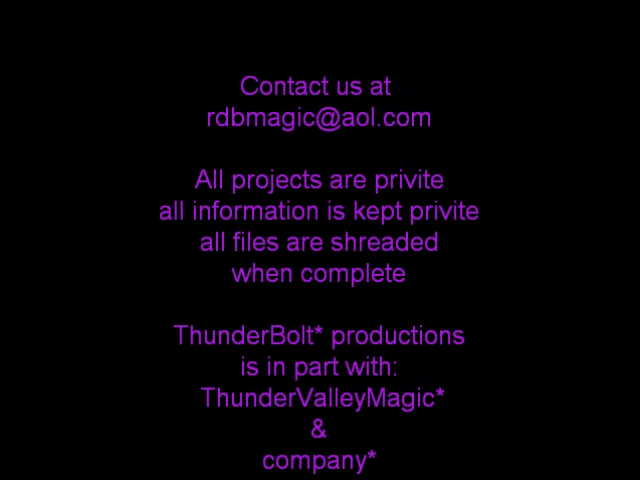 Contact us at
rdbmagic@aol.com
All projects are privite
all information is kept privite
all files are shreaded
when complete
ThunderBolt* productions
is in part with:
ThunderValleyMagic*
&
company*